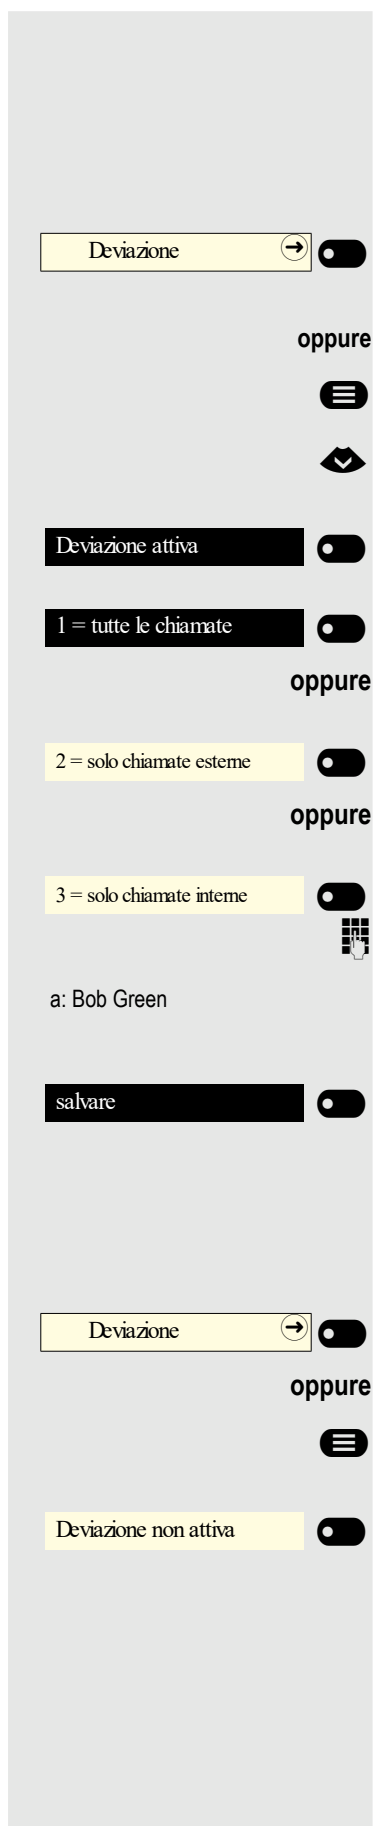 Deviazione
oppure
Deviazione attiva
1 = tutte le chiamate
oppure
2 = solo chiamate esterne
oppure
3 = solo chiamate interne
a: Bob Green
salvare
Deviazione
oppure
Deviazione non attiva